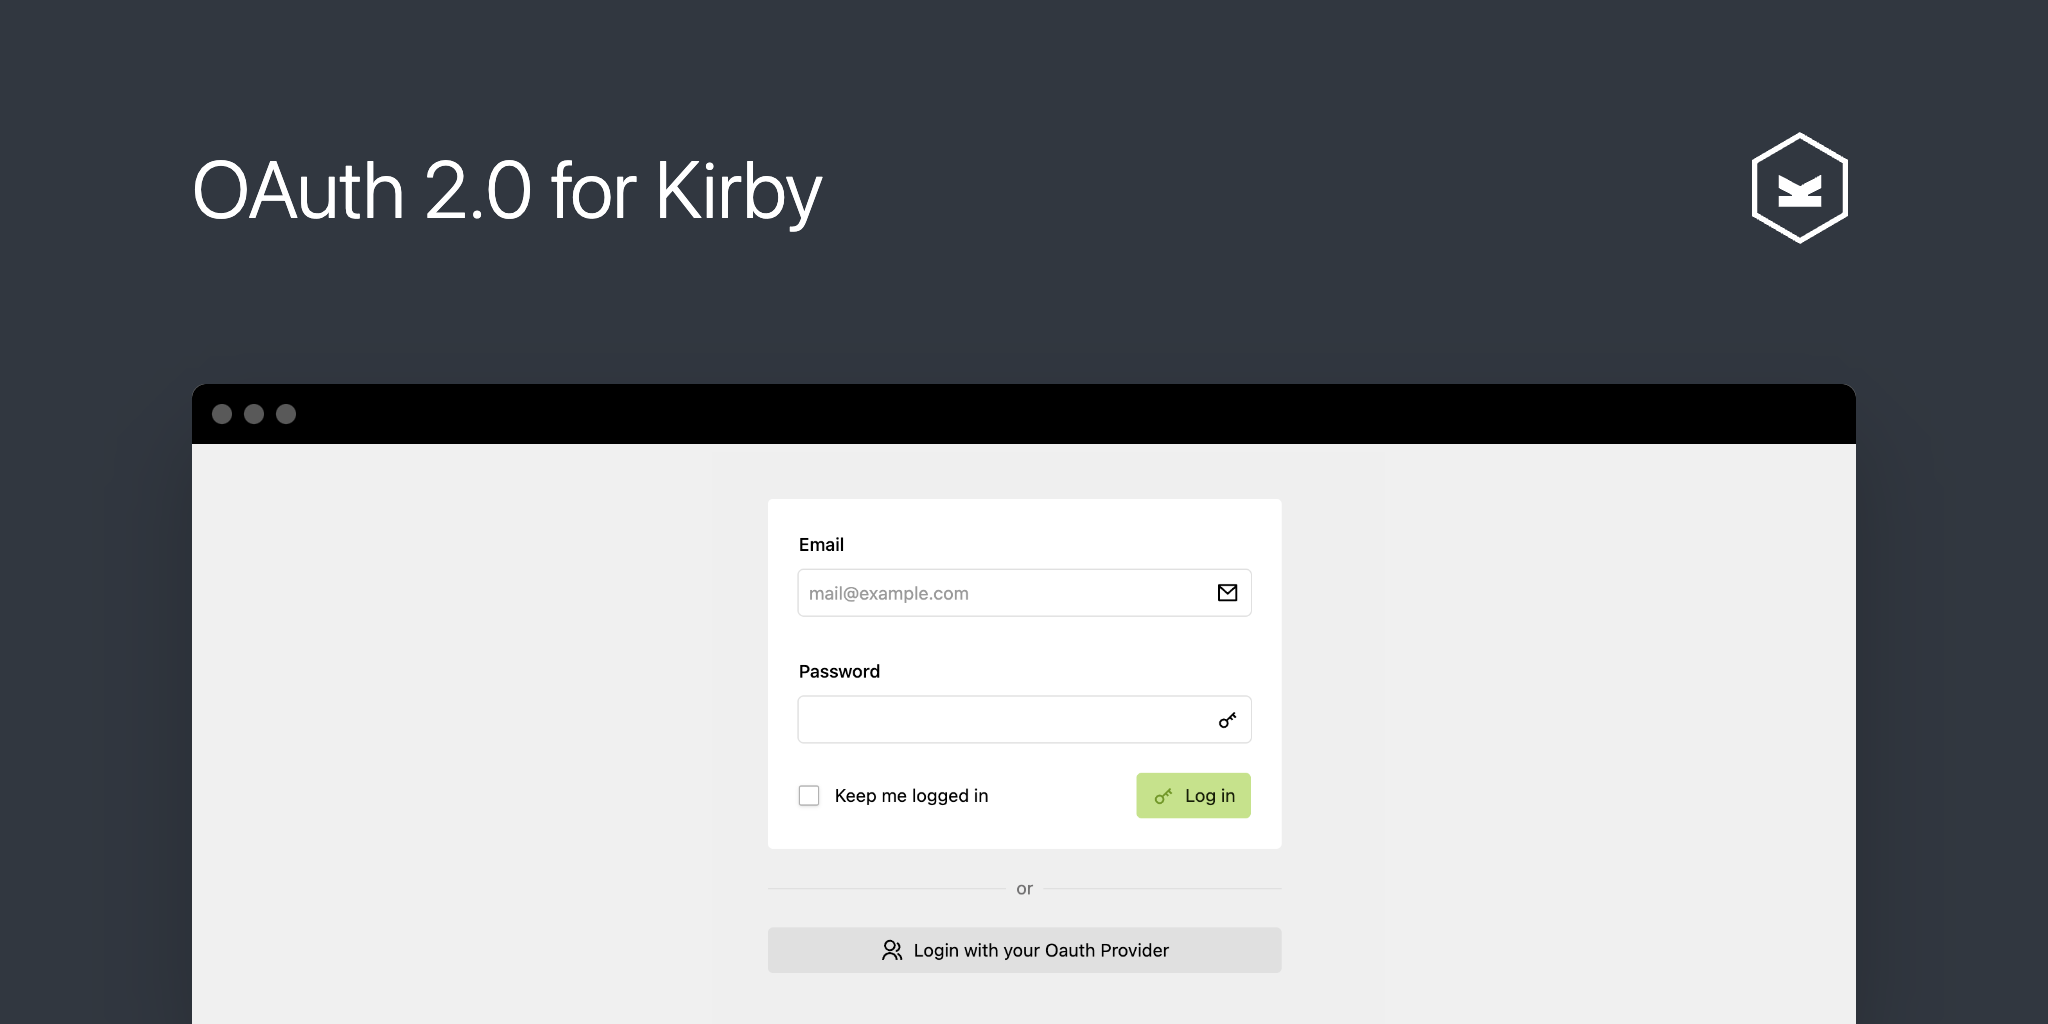 OAuth 2.0 for Kirby
Email
mail@example.com
Password
Keep me logged in
Log in
or
Login with your Oauth Provider